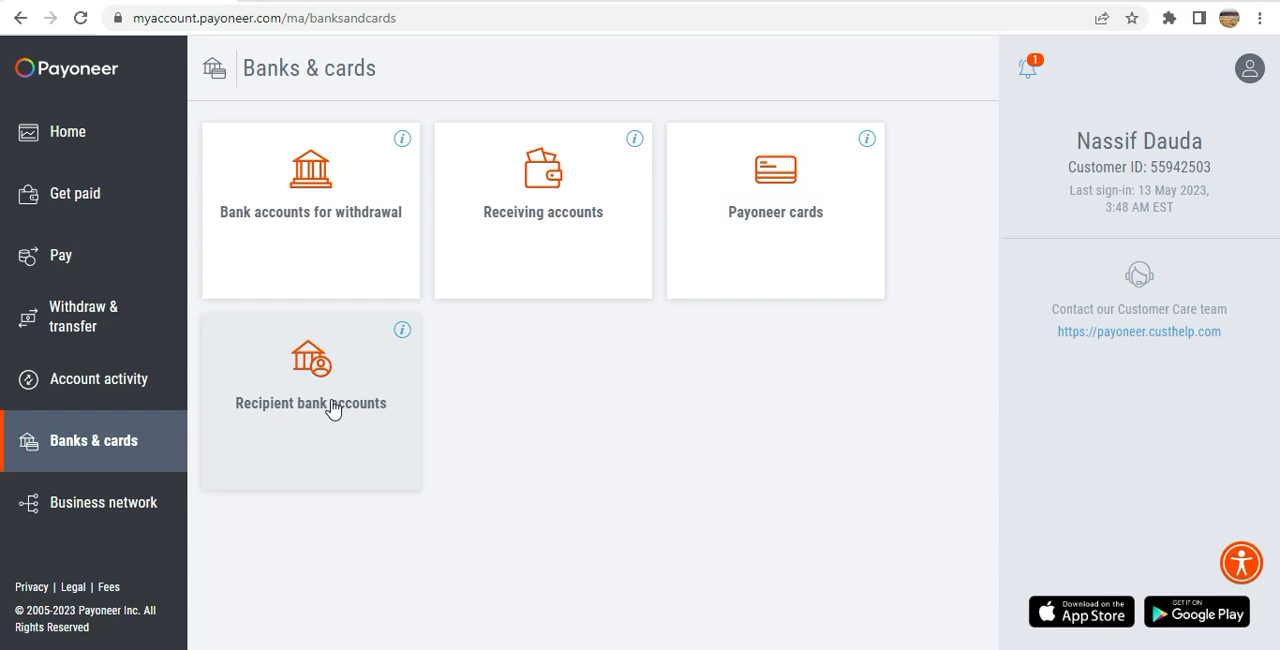 myaccount.payoneer.com/ma/banksandcards
Payoneer
Home
Get paid
Pay
Withdraw &
transfer
Account activity
Banks & cards
Business network
Privacy | Legal | Fees
© 2005-2023 Payoneer Inc. All
Rights Reserved
Banks & cards
Bank accounts for withdrawal
Receiving accounts
Payoneer cards
Recipient bank accounts
1
Nassif Dauda
Customer ID: 55942503
Last sign-in: 13 May 2023,
3:48 AM EST
Contact our Customer Care team
https://payoneer.custhelp.com
Download on the
App Store
GET IT ON
Google Play